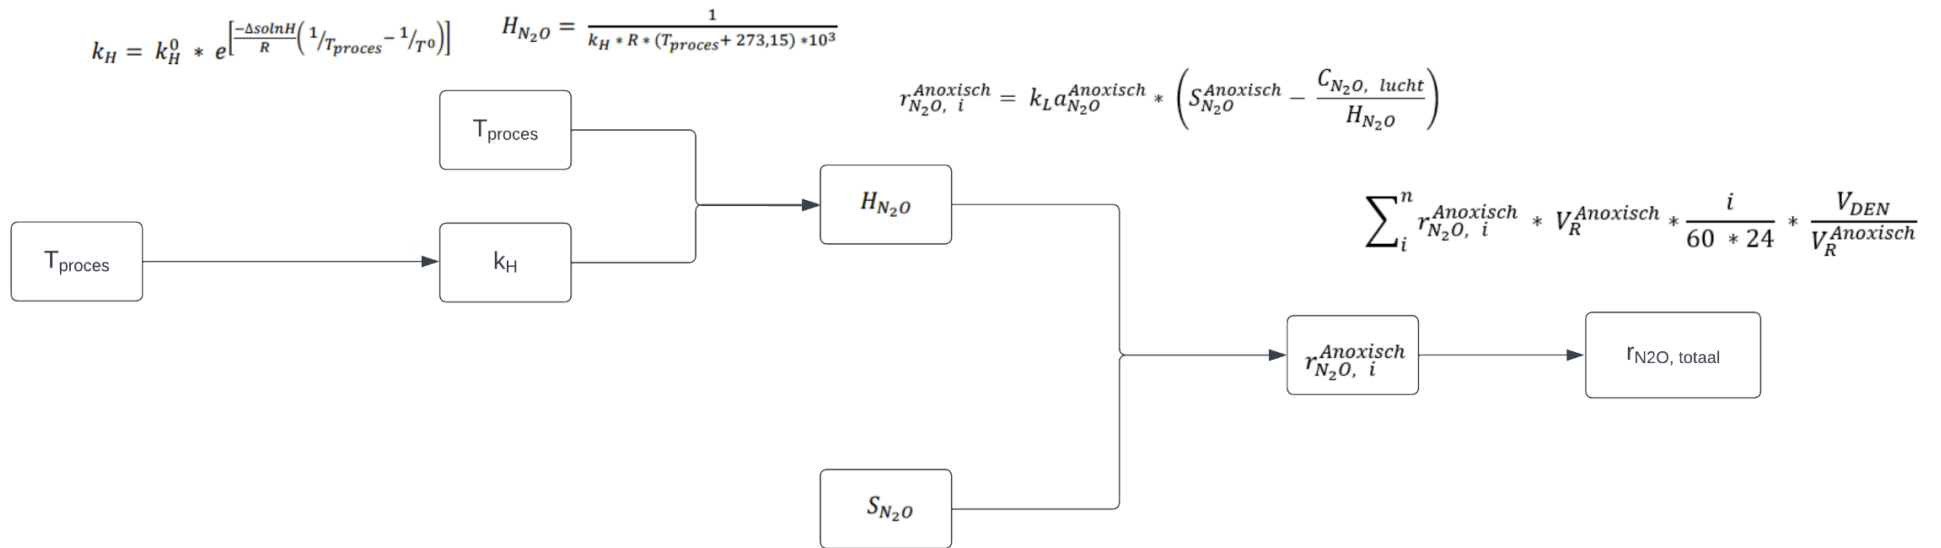 k_H = k_H^0 * e^[(-ΔsolnH/R)(1/T_proces - 1/T^0)]
H_N₂O = 1/(k_H * R * (T_proces + 273,15) *10³)
r_N₂O, i^Anoxisch = k_L a_N₂O^Anoxisch * (S_N₂O^Anoxisch - C_N₂O, lucht/H_N₂O)
T_proces
H_N₂O
∑_i^n r_N₂O, i^Anoxisch * V_R^Anoxisch * i/(60 * 24) * V_DEN/V_R^Anoxisch
T_proces
k_H
r_N₂O, i^Anoxisch
r_N2O, totaal
S_N₂O